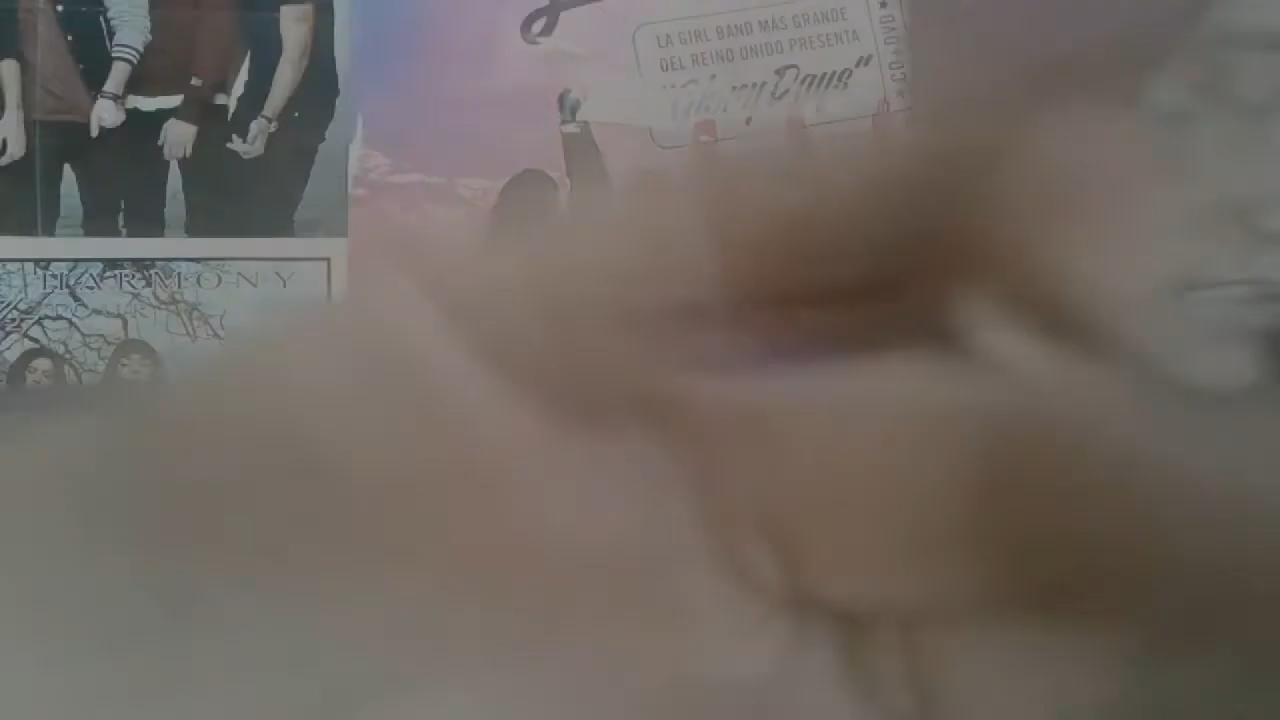 LA GIRL BAND MÁS GRANDE
DEL REINO UNIDO PRESENTA
"Glory Days"
CD+DVD
HARMONY